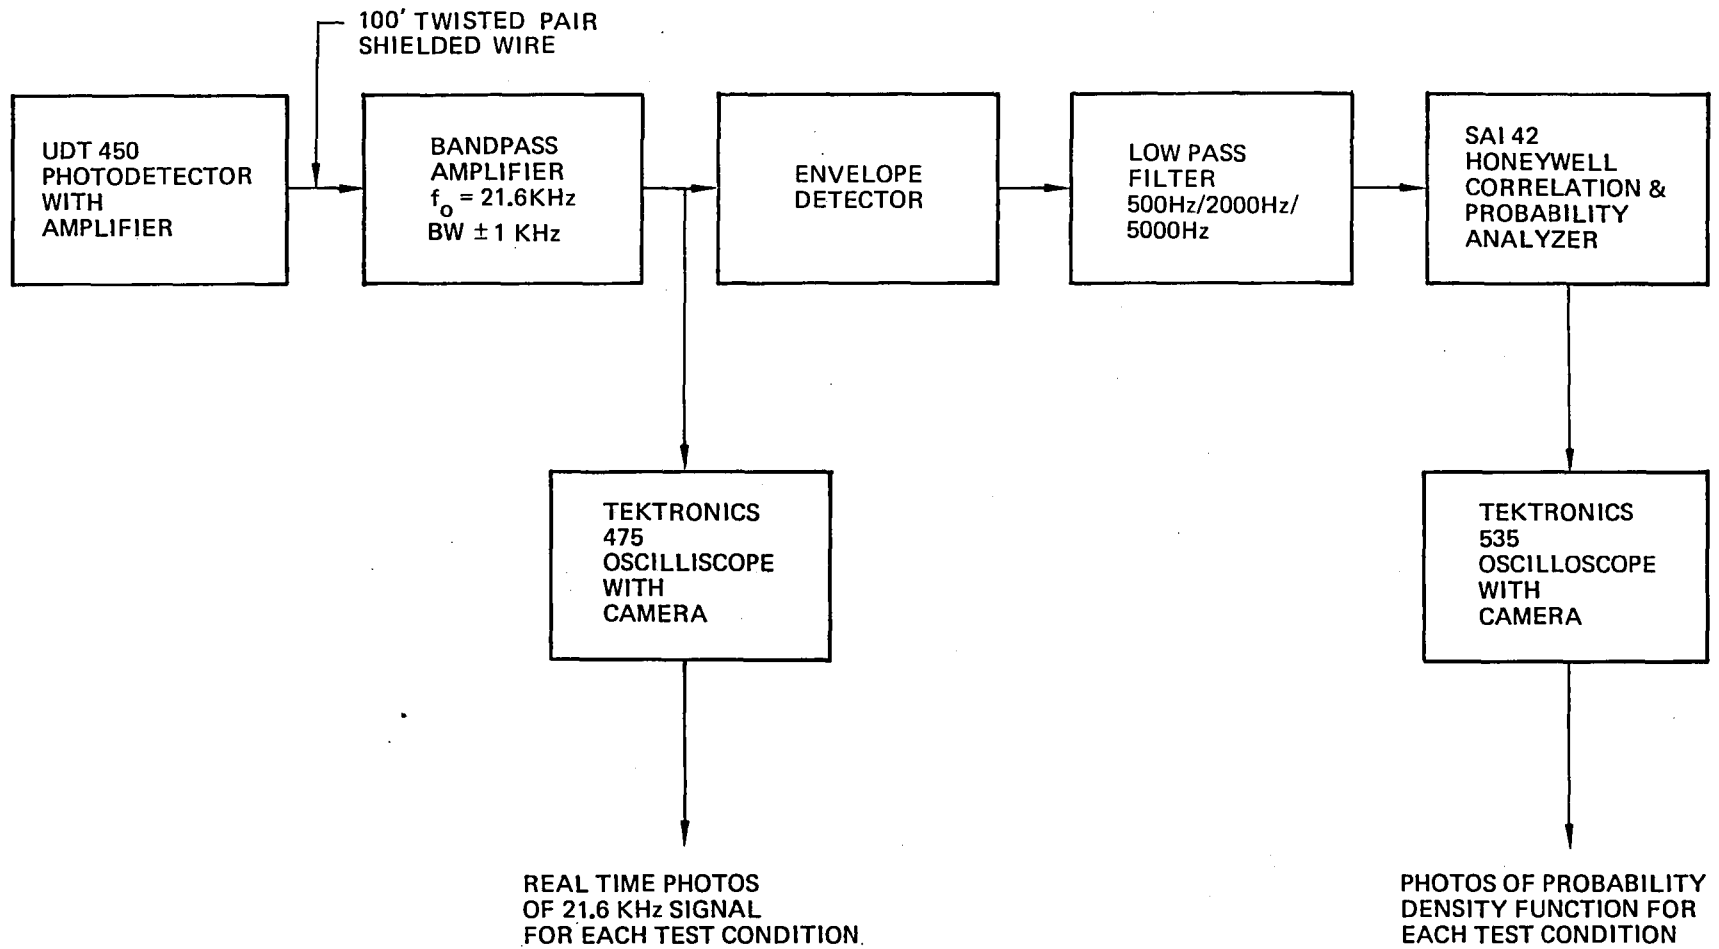 100' TWISTED PAIR
SHIELDED WIRE
UDT 450
PHOTODETECTOR
WITH
AMPLIFIER
BANDPASS
AMPLIFIER
fo = 21.6KHz
BW ±1 KHz
ENVELOPE
DETECTOR
LOW PASS
FILTER
500Hz/2000Hz/
5000Hz
SAI 42
HONEYWELL
CORRELATION &
PROBABILITY
ANALYZER
TEKTRONICS
475
OSCILLISCOPE
WITH
CAMERA
TEKTRONICS
535
OSCILLOSCOPE
WITH
CAMERA
REAL TIME PHOTOS
OF 21.6 KHz SIGNAL
FOR EACH TEST CONDITION
PHOTOS OF PROBABILITY
DENSITY FUNCTION FOR
EACH TEST CONDITION